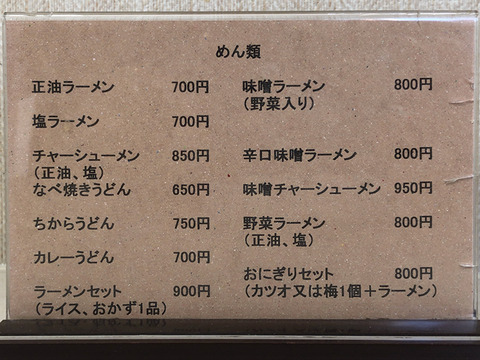 めん類
正油ラーメン 700円
塩ラーメン 700円
チャーシューメン 850円
(正油、塩)
なべ焼きうどん 650円
ちからうどん 750円
カレーうどん 700円
ラーメンセット 900円
(ライス、おかず1品)
味噌ラーメン 800円
(野菜入り)
辛口味噌ラーメン 800円
味噌チャーシューメン 950円
野菜ラーメン 800円
(正油、塩)
おにぎりセット 800円
(カツオ又は梅1個+ラーメン)